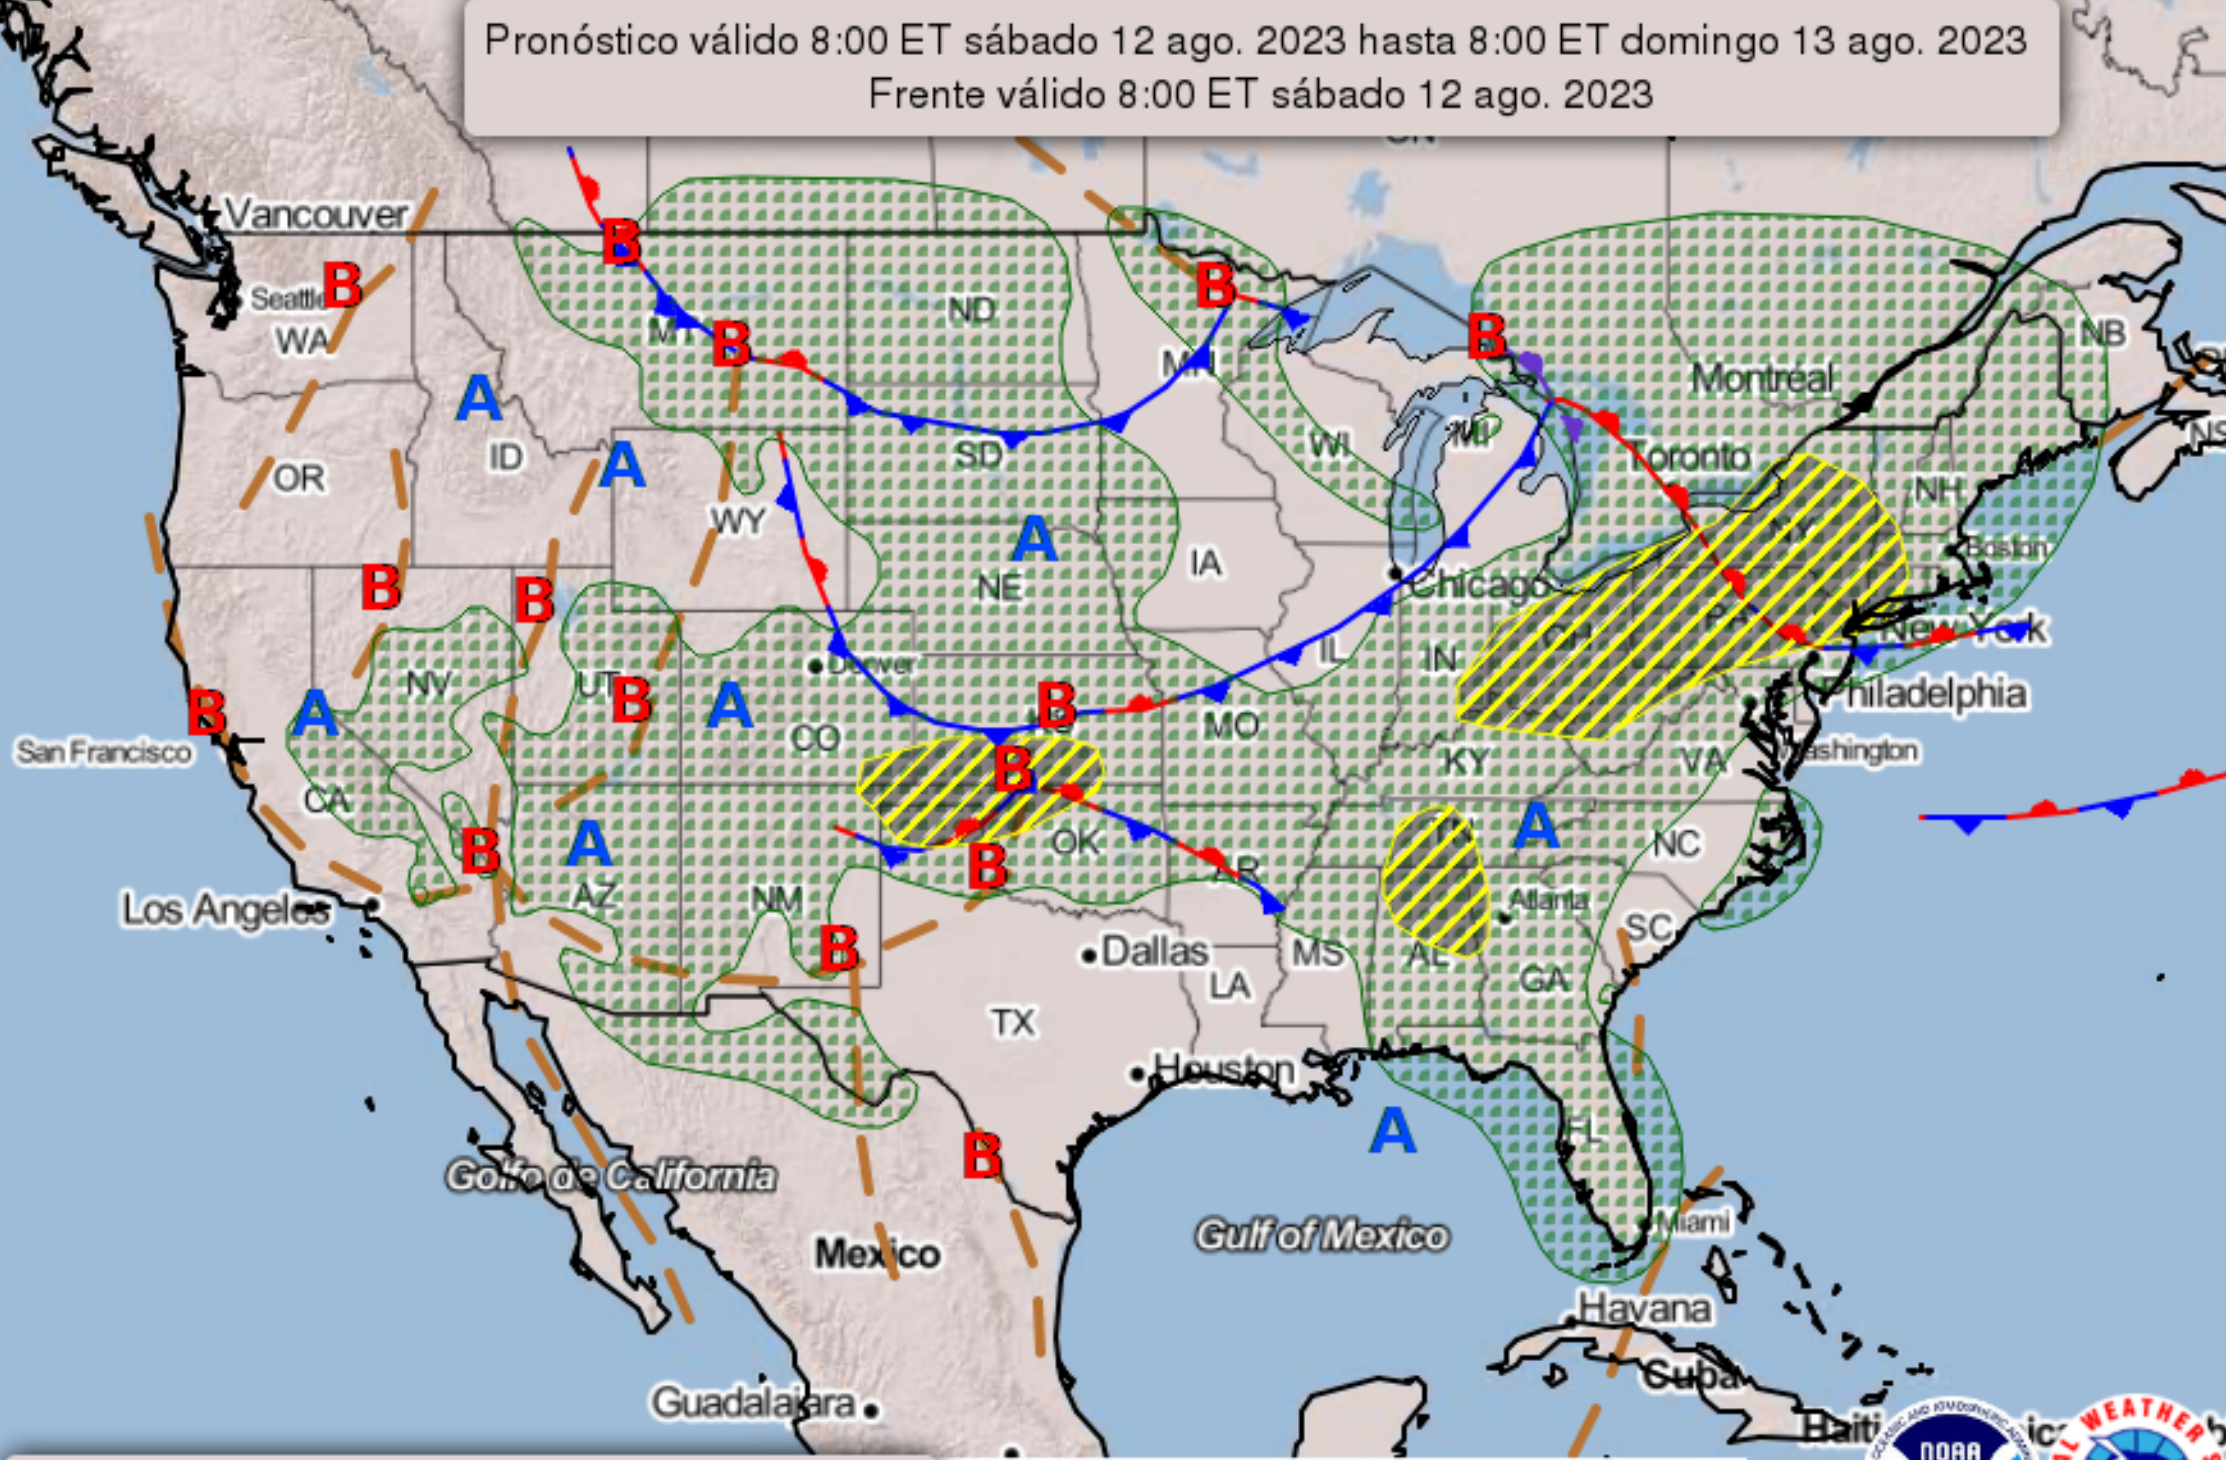 Pronóstico válido 8:00 ET sábado 12 ago. 2023 hasta 8:00 ET domingo 13 ago. 2023
Frente válido 8:00 ET sábado 12 ago. 2023
Vancouver
B
B
B
B
Seattle
ND
WA
MT
B
B
MN
NB
Montréal
A
ID
A
SD
WI
MI
Toronto
NS
OR
WY
A
NH
NY
IA
Boston
B
B
NE
Chicago
OH
PA
New York
NV
UT
Denver
IL
IN
B
A
B
A
B
Philadelphia
San Francisco
CO
KS
MO
KY
VA
Washington
B
CA
B
A
OK
TN
A
NC
B
AR
Los Angeles
AZ
NM
Atlanta
SC
B
Dallas
MS
AL
LA
GA
TX
Houston
A
FL
B
Golfo de California
Miami
Mexico
Gulf of Mexico
Havana
Cuba
Guadalajara
Haiti
NOAA
WEATHER